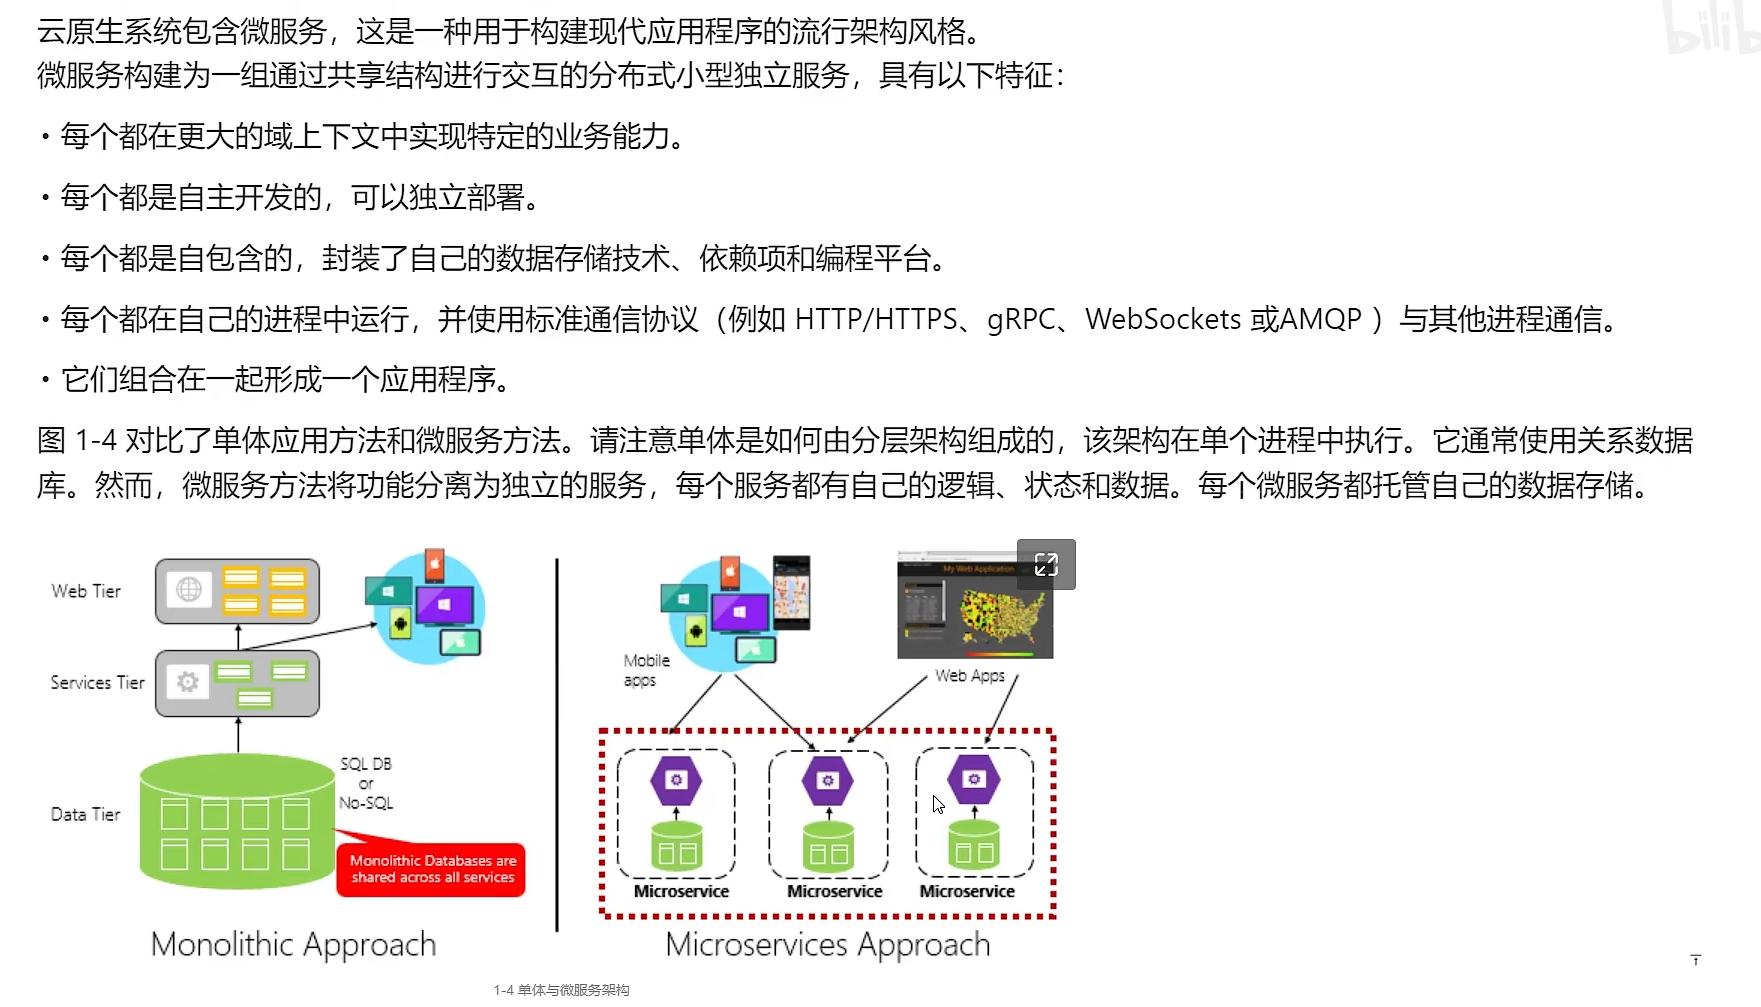 云原生系统包含微服务，这是一种用于构建现代应用程序的流行架构风格。
微服务构建为一组通过共享结构进行交互的分布式小型独立服务，具有以下特征：
• 每个都在更大的域上下文中实现特定的业务能力。
• 每个都是自主开发的，可以独立部署。
• 每个都是自包含的，封装了自己的数据存储技术、依赖项和编程平台。
• 每个都在自己的进程中运行，并使用标准通信协议（例如 HTTP/HTTPS、gRPC、WebSockets 或AMQP ）与其他进程通信。
• 它们组合在一起形成一个应用程序。
图 1-4 对比了单体应用方法和微服务方法。请注意单体是如何由分层架构组成的，该架构在单个进程中执行。它通常使用关系数据
库。然而，微服务方法将功能分离为独立的服务，每个服务都有自己的逻辑、状态和数据。每个微服务都托管自己的数据存储。
Web Tier
Services Tier
Data Tier
SQL DB
or
No-SQL
Monolithic Databases are
shared across all services
Monolithic Approach
Mobile
apps
My Web Application
Web Apps
Microservice
Microservice
Microservice
Microservices Approach
1-4 单体与微服务架构